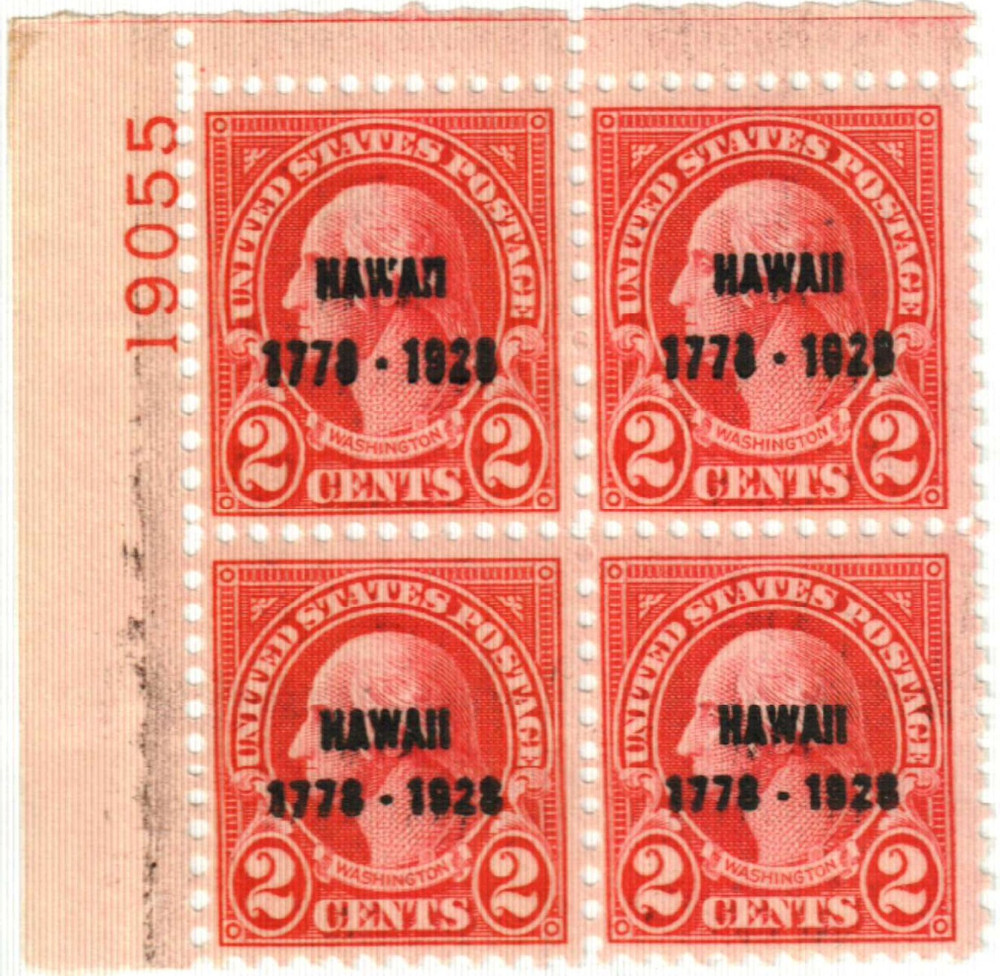 19055
UNITED STATES POSTAGE
HAWAII
1778 · 1928
WASHINGTON
2 2
CENTS
UNITED STATES POSTAGE
HAWAII
1778 · 1928
WASHINGTON
2 2
CENTS
UNITED STATES POSTAGE
HAWAII
1778 · 1928
WASHINGTON
2 2
CENTS
UNITED STATES POSTAGE
HAWAII
1778 · 1928
WASHINGTON
2 2
CENTS